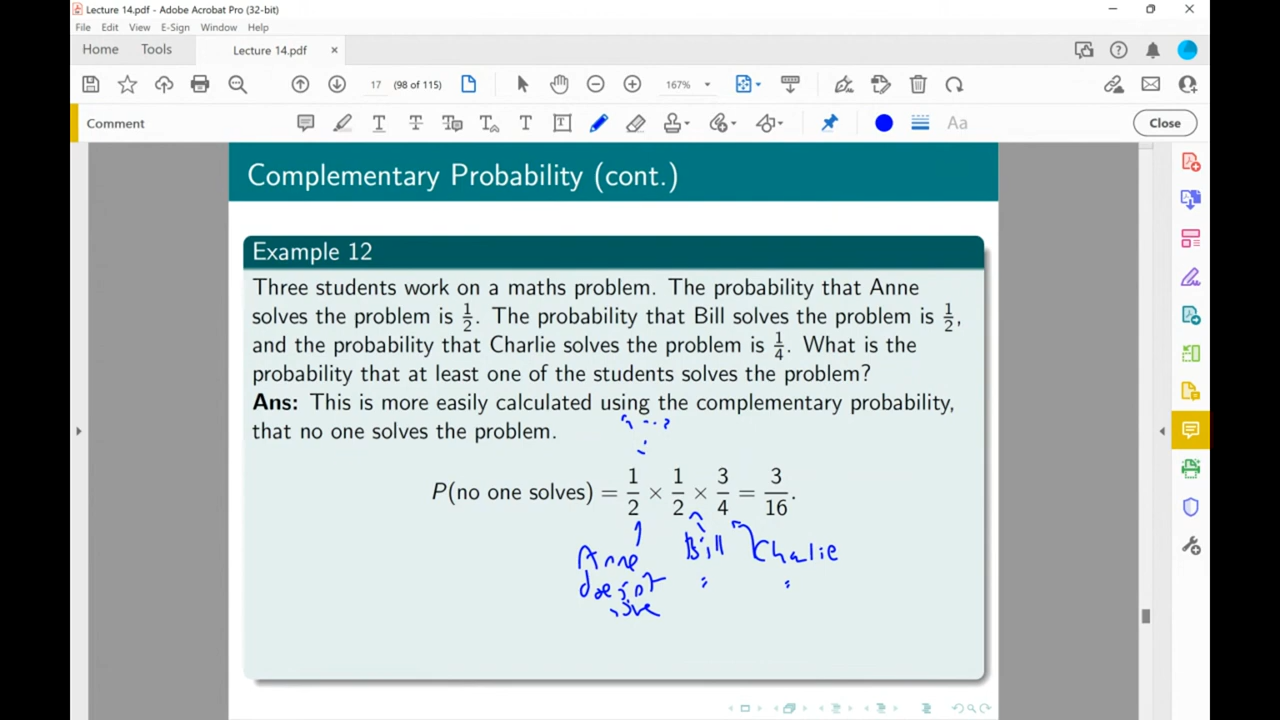 Lecture 14.pdf - Adobe Acrobat Pro (32-bit)
File Edit View E-Sign Window Help
Home Tools Lecture 14.pdf ×
17 (98 of 115) 167%
Comment Aa Close
Complementary Probability (cont.)
Example 12
Three students work on a maths problem. The probability that Anne
solves the problem is 1/2. The probability that Bill solves the problem is 1/2,
and the probability that Charlie solves the problem is 1/4. What is the
probability that at least one of the students solves the problem?
Ans: This is more easily calculated using the complementary probability,
that no one solves the problem.
P(no one solves) = 1/2 × 1/2 × 3/4 = 3/16.
Anne Bill Charlie
doesn't